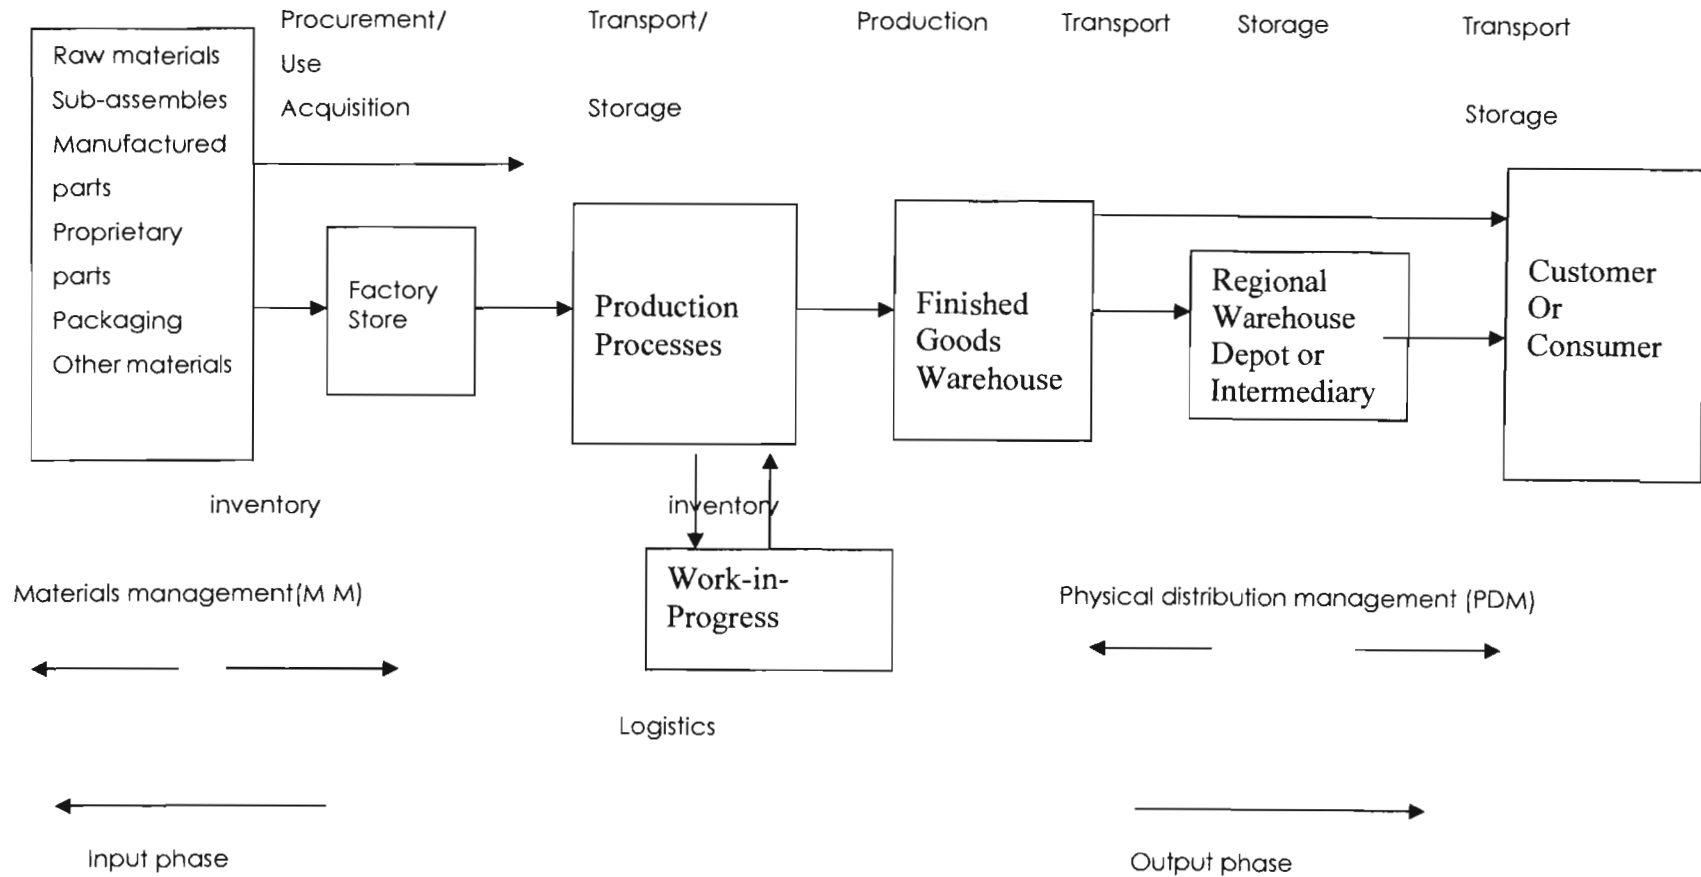 Procurement/
Use
Acquisition
Transport/
Storage
Production
Transport
Storage
Transport
Storage
Raw materials
Sub-assembles
Manufactured
parts
Proprietary
parts
Packaging
Other materials
Factory
Store
Production
Processes
Finished
Goods
Warehouse
Regional
Warehouse
Depot or
Intermediary
Customer
Or
Consumer
inventory
inventory
Work-in-
Progress
Materials management(M M)
Physical distribution management (PDM)
Logistics
Input phase
Output phase